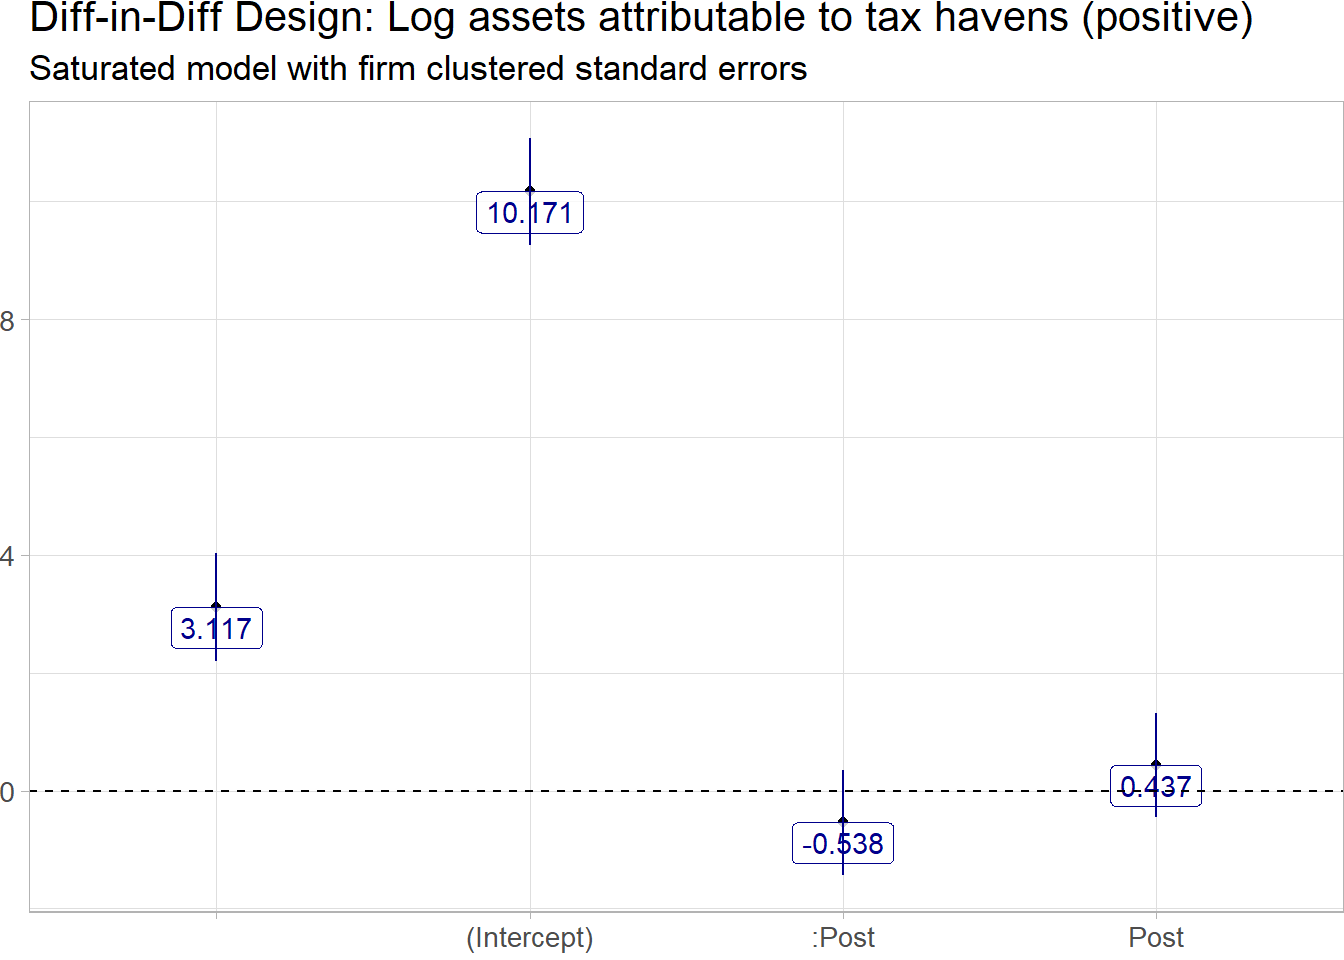 Diff-in-Diff Design: Log assets attributable to tax havens (positive)
Saturated model with firm clustered standard errors
10.171
8
4
3.117
0.437
0
-0.538
(Intercept) :Post Post